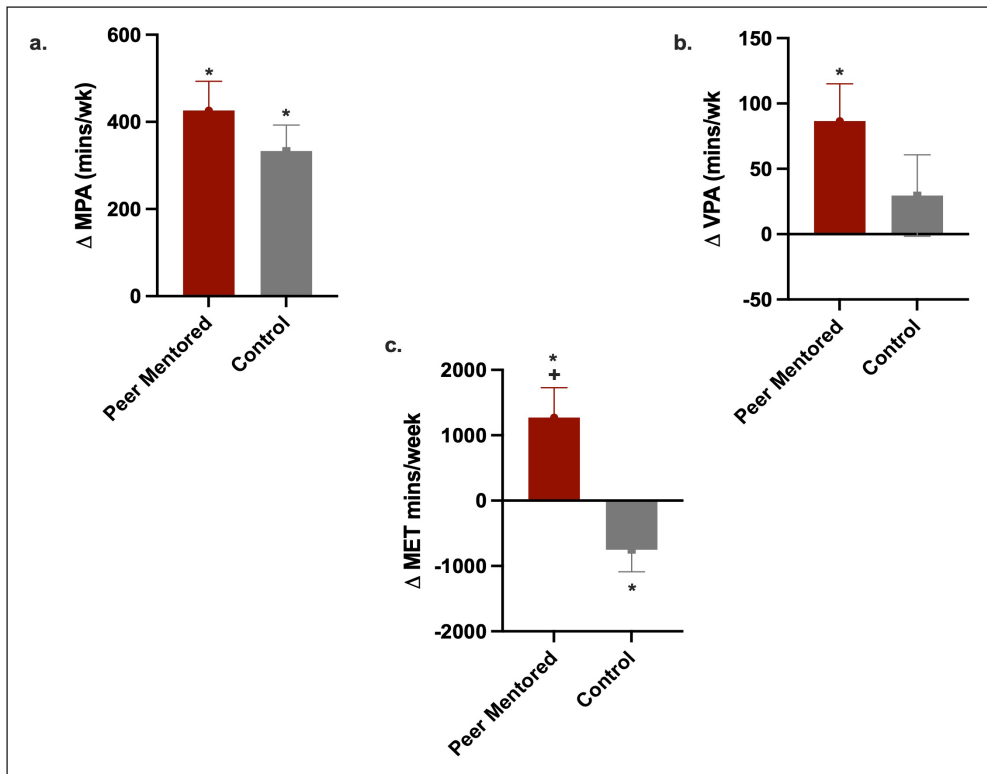 a.
Δ MPA (mins/wk)
600
400
200
0
*
*
Peer Mentored
Control
b.
Δ VPA (mins/wk
150
100
50
0
-50
*
Peer Mentored
Control
c.
Δ MET mins/week
2000
1000
0
-1000
-2000
*
+
*
Peer Mentored
Control